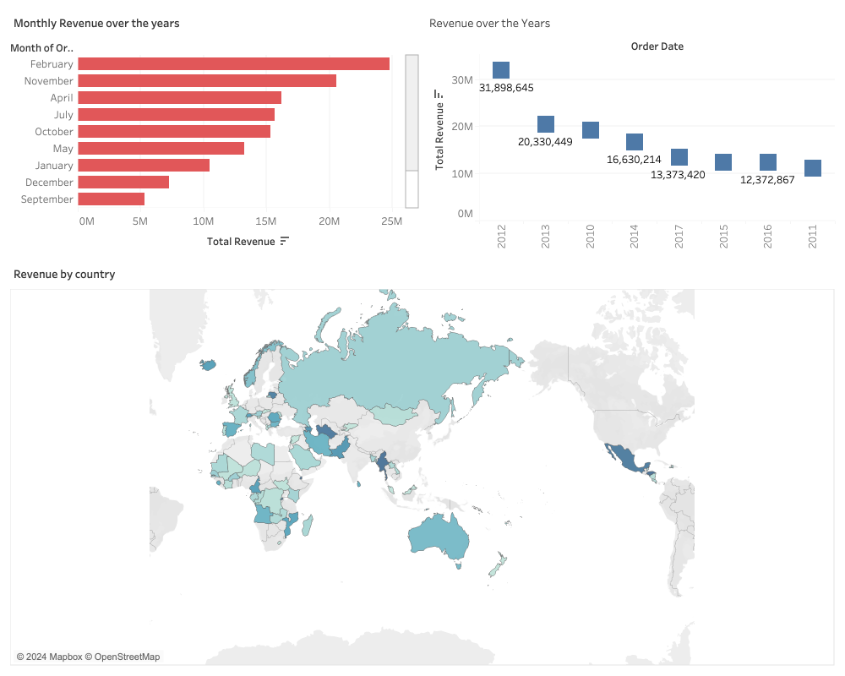 Monthly Revenue over the years
Month of Or..
February
November
April
July
October
May
January
December
September
0M 5M 10M 15M 20M 25M
Total Revenue
Revenue over the Years
Order Date
Total Revenue
30M
20M
10M
0M
31,898,645
20,330,449
16,630,214
13,373,420
12,372,867
2012 2013 2010 2014 2017 2015 2016 2011
Revenue by country
© 2024 Mapbox © OpenStreetMap